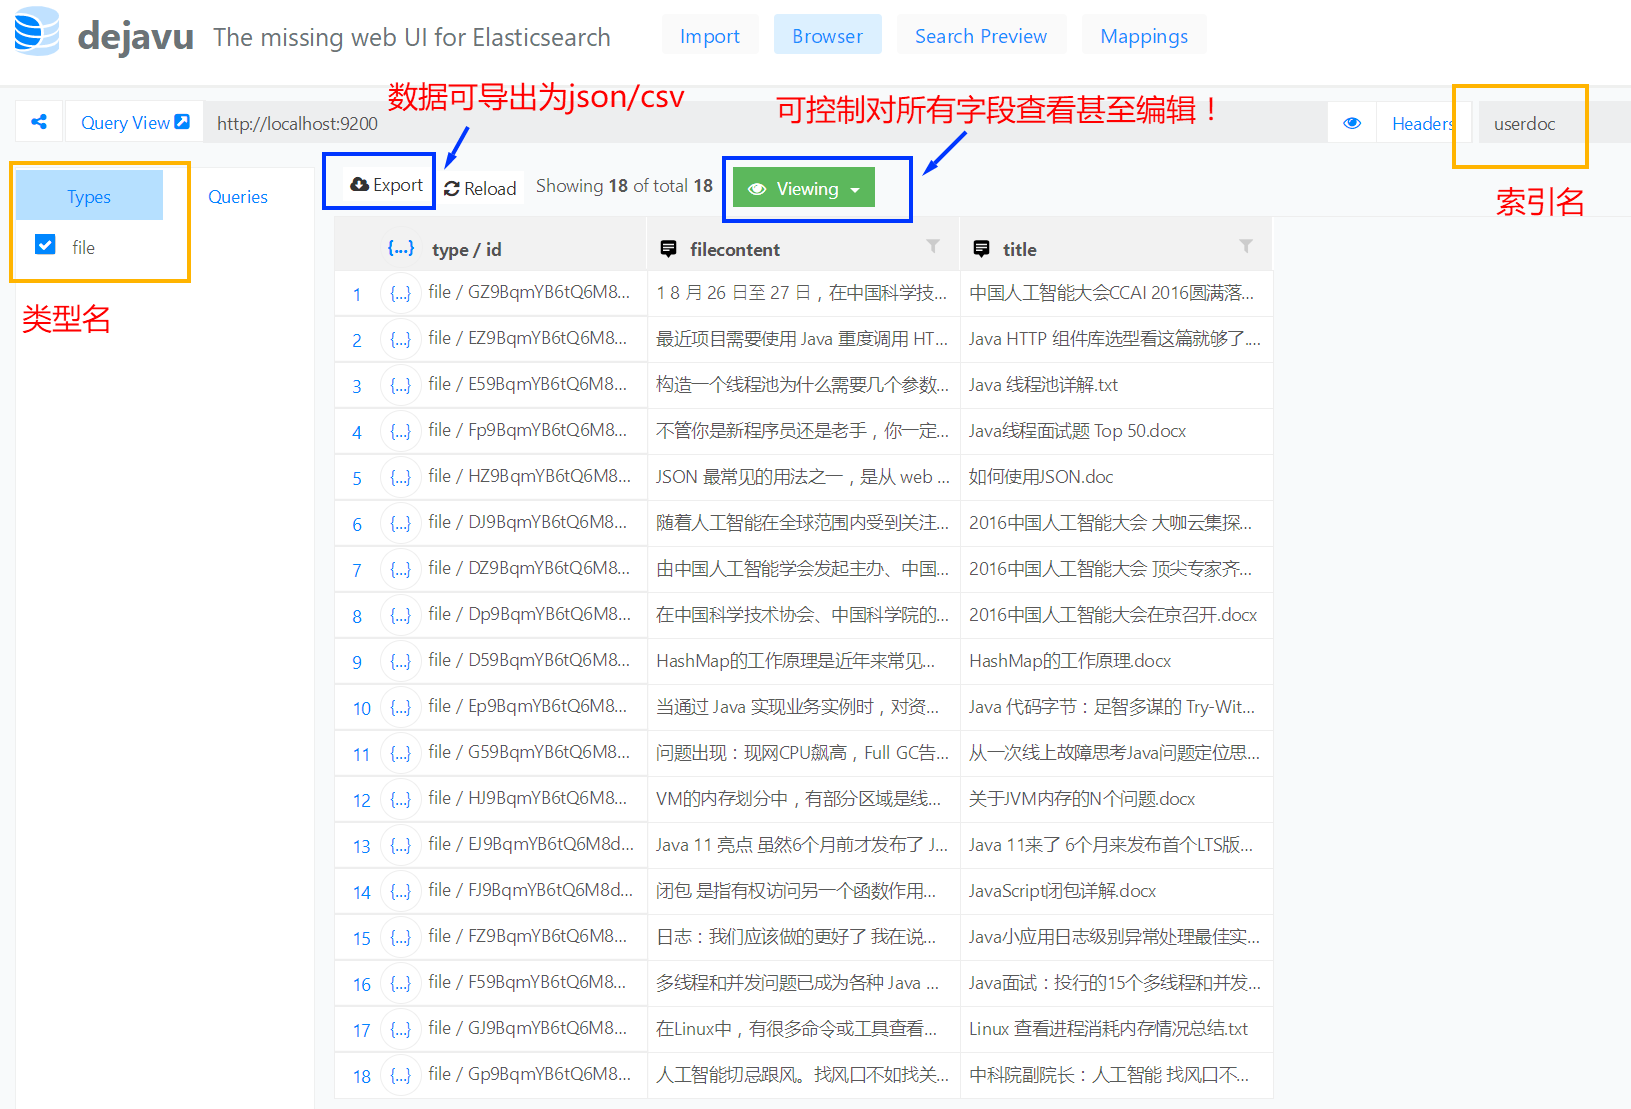 dejavu The missing web UI for Elasticsearch Import Browser Search Preview Mappings
数据可导出为json/csv
可控制对所有字段查看甚至编辑！
Query View http://localhost:9200 Headers userdoc
索引名
Types Queries
file
类型名
Export Reload Showing 18 of total 18 Viewing
{...} type / id filecontent title
1 {...} file / GZ9BqmYB6tQ6M8... 1 8 月 26 日至 27 日，在中国科学技... 中国人工智能大会CCAI 2016圆满落...
2 {...} file / EZ9BqmYB6tQ6M8... 最近项目需要使用 Java 重度调用 HT... Java HTTP 组件库选型看这篇就够了....
3 {...} file / E59BqmYB6tQ6M8... 构造一个线程池为什么需要几个参数... Java 线程池详解.txt
4 {...} file / Fp9BqmYB6tQ6M8... 不管你是新程序员还是老手，你一定... Java线程面试题 Top 50.docx
5 {...} file / HZ9BqmYB6tQ6M8... JSON 最常见的用法之一，是从 web ... 如何使用JSON.doc
6 {...} file / DJ9BqmYB6tQ6M8... 随着人工智能在全球范围内受到关注... 2016中国人工智能大会 大咖云集探...
7 {...} file / DZ9BqmYB6tQ6M8... 由中国人工智能学会发起主办、中国... 2016中国人工智能大会 顶尖专家齐...
8 {...} file / Dp9BqmYB6tQ6M8... 在中国科学技术协会、中国科学院的... 2016中国人工智能大会在京召开.docx
9 {...} file / D59BqmYB6tQ6M8... HashMap的工作原理是近年来常见... HashMap的工作原理.docx
10 {...} file / Ep9BqmYB6tQ6M8... 当通过 Java 实现业务实例时，对资... Java 代码字节：足智多谋的 Try-Wit...
11 {...} file / G59BqmYB6tQ6M8... 问题出现：现网CPU飙高，Full GC告... 从一次线上故障思考Java问题定位思...
12 {...} file / HJ9BqmYB6tQ6M8... VM的内存划分中，有部分区域是线... 关于JVM内存的N个问题.docx
13 {...} file / EJ9BqmYB6tQ6M8d... Java 11 亮点 虽然6个月前才发布了 J... Java 11来了 6个月来发布首个LTS版...
14 {...} file / FJ9BqmYB6tQ6M8d... 闭包 是指有权访问另一个函数作用... JavaScript闭包详解.docx
15 {...} file / FZ9BqmYB6tQ6M8... 日志：我们应该做的更好了 我在说... Java小应用日志级别异常处理最佳实...
16 {...} file / F59BqmYB6tQ6M8... 多线程和并发问题已成为各种 Java ... Java面试：投行的15个多线程和并发...
17 {...} file / GJ9BqmYB6tQ6M8... 在Linux中，有很多命令或工具查看... Linux 查看进程消耗内存情况总结.txt
18 {...} file / Gp9BqmYB6tQ6M8... 人工智能切忌跟风。找风口不如找关... 中科院副院长：人工智能 找风口不...